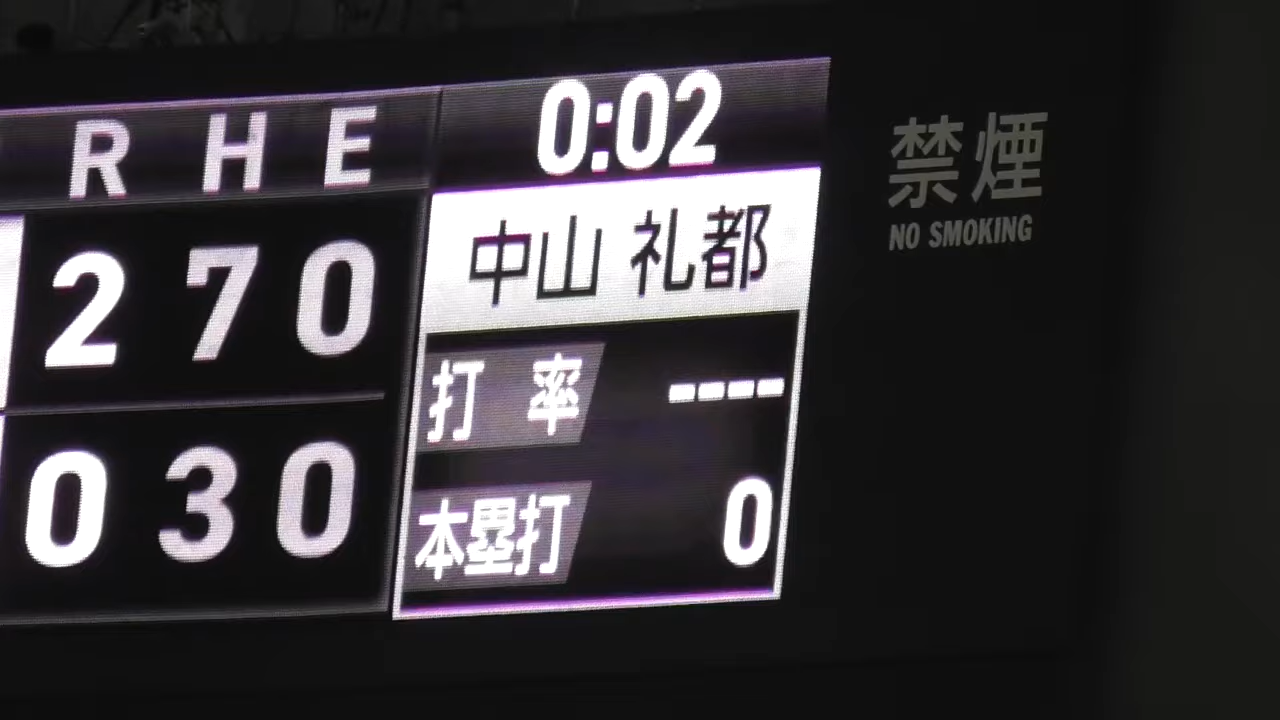 R H E
2 7 0
0 3 0
0:02
中山 礼都
打 率 ----
本塁打 0
禁煙
NO SMOKING